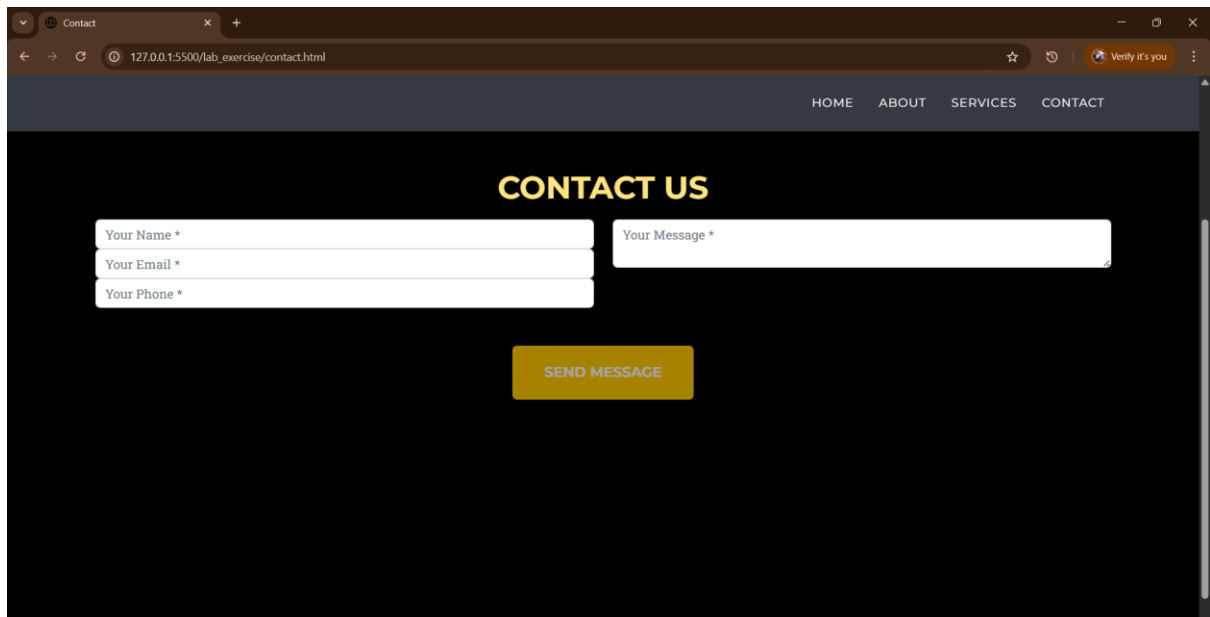 Contact
127.0.0.1:5500/lab_exercise/contact.html
Verify it's you
HOME ABOUT SERVICES CONTACT
CONTACT US
Your Name *
Your Message *
Your Email *
Your Phone *
SEND MESSAGE